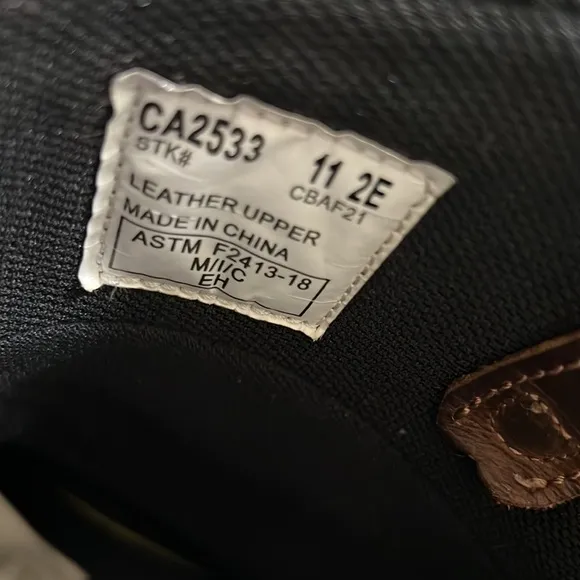 CA2533 11 2E
STK# CBAF21
LEATHER UPPER
MADE IN CHINA
ASTM F2413-18
M/I/C
EH